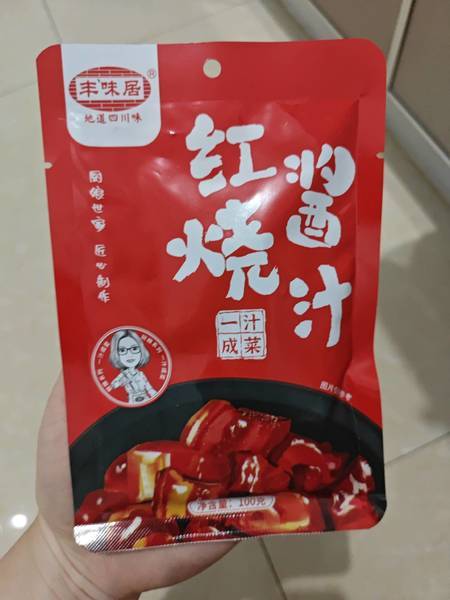 丰味居®
地道四川味
红烧
酱汁
厨娘世家 匠心制作
一汁
成菜
图片仅供参考
净含量：100克